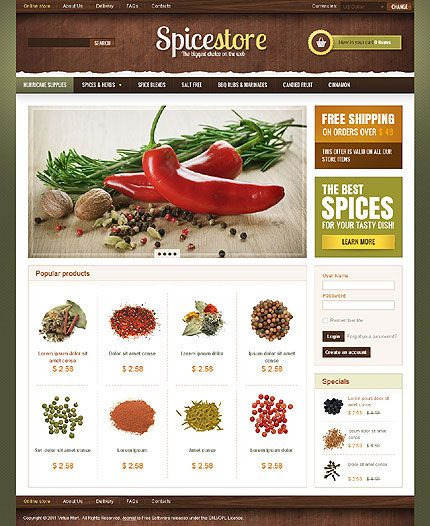 Online store About Us Delivery FAQs Contacts
Currencies: US Dollar CHANGE
SEARCH
Spicestore
The biggest choice on the web
Now in your cart 0 items
HURRICANE SUPPLIES SPICES & HERBS SPICE BLENDS SALT FREE BBQ RUBS & MARINADES CANDIED FRUIT CINNAMON
FREE SHIPPING
ON ORDERS OVER $ 49
THIS OFFER IS VALID ON ALL OUR
STORE ITEMS
THE BEST
SPICES
FOR YOUR TASTY DISH!
LEARN MORE
Popular products
Lorem ipsum dolor sit
amet conse
$ 2.58
Dolor sit amet conse
$ 2.58
Lorem ipsum dolor sit
$ 2.58
Ipsum dolor sit amet
conse
$ 2.58
Set dolor sit amet conse
$ 2.58
Lorem ipsum
$ 2.58
Amet conse
$ 2.58
Lorem ipsum dolor
$ 2.58
User Name
Password
Remember Me
Login Forgot your password?
Create an account
Specials
Lorem ipsum dolor sit
amet conse
$ 2.58 $ 4.58
Ipsum dolor sit amet
conse
$ 2.58 $ 4.58
Dolor sit amet conse
$ 2.58 $ 4.58
Online store About Us Delivery FAQs Contacts
Copyright © 2011 Virtue Mart. All Rights Reserved. Joomla! is Free Software released under the GNU/GPL License.